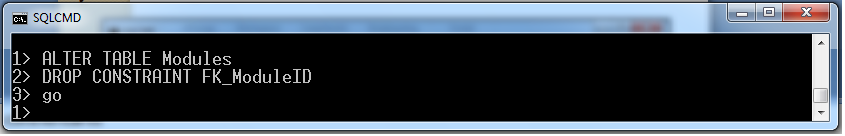 SQLCMD
1> ALTER TABLE Modules
2> DROP CONSTRAINT FK_ModuleID
3> go
1>